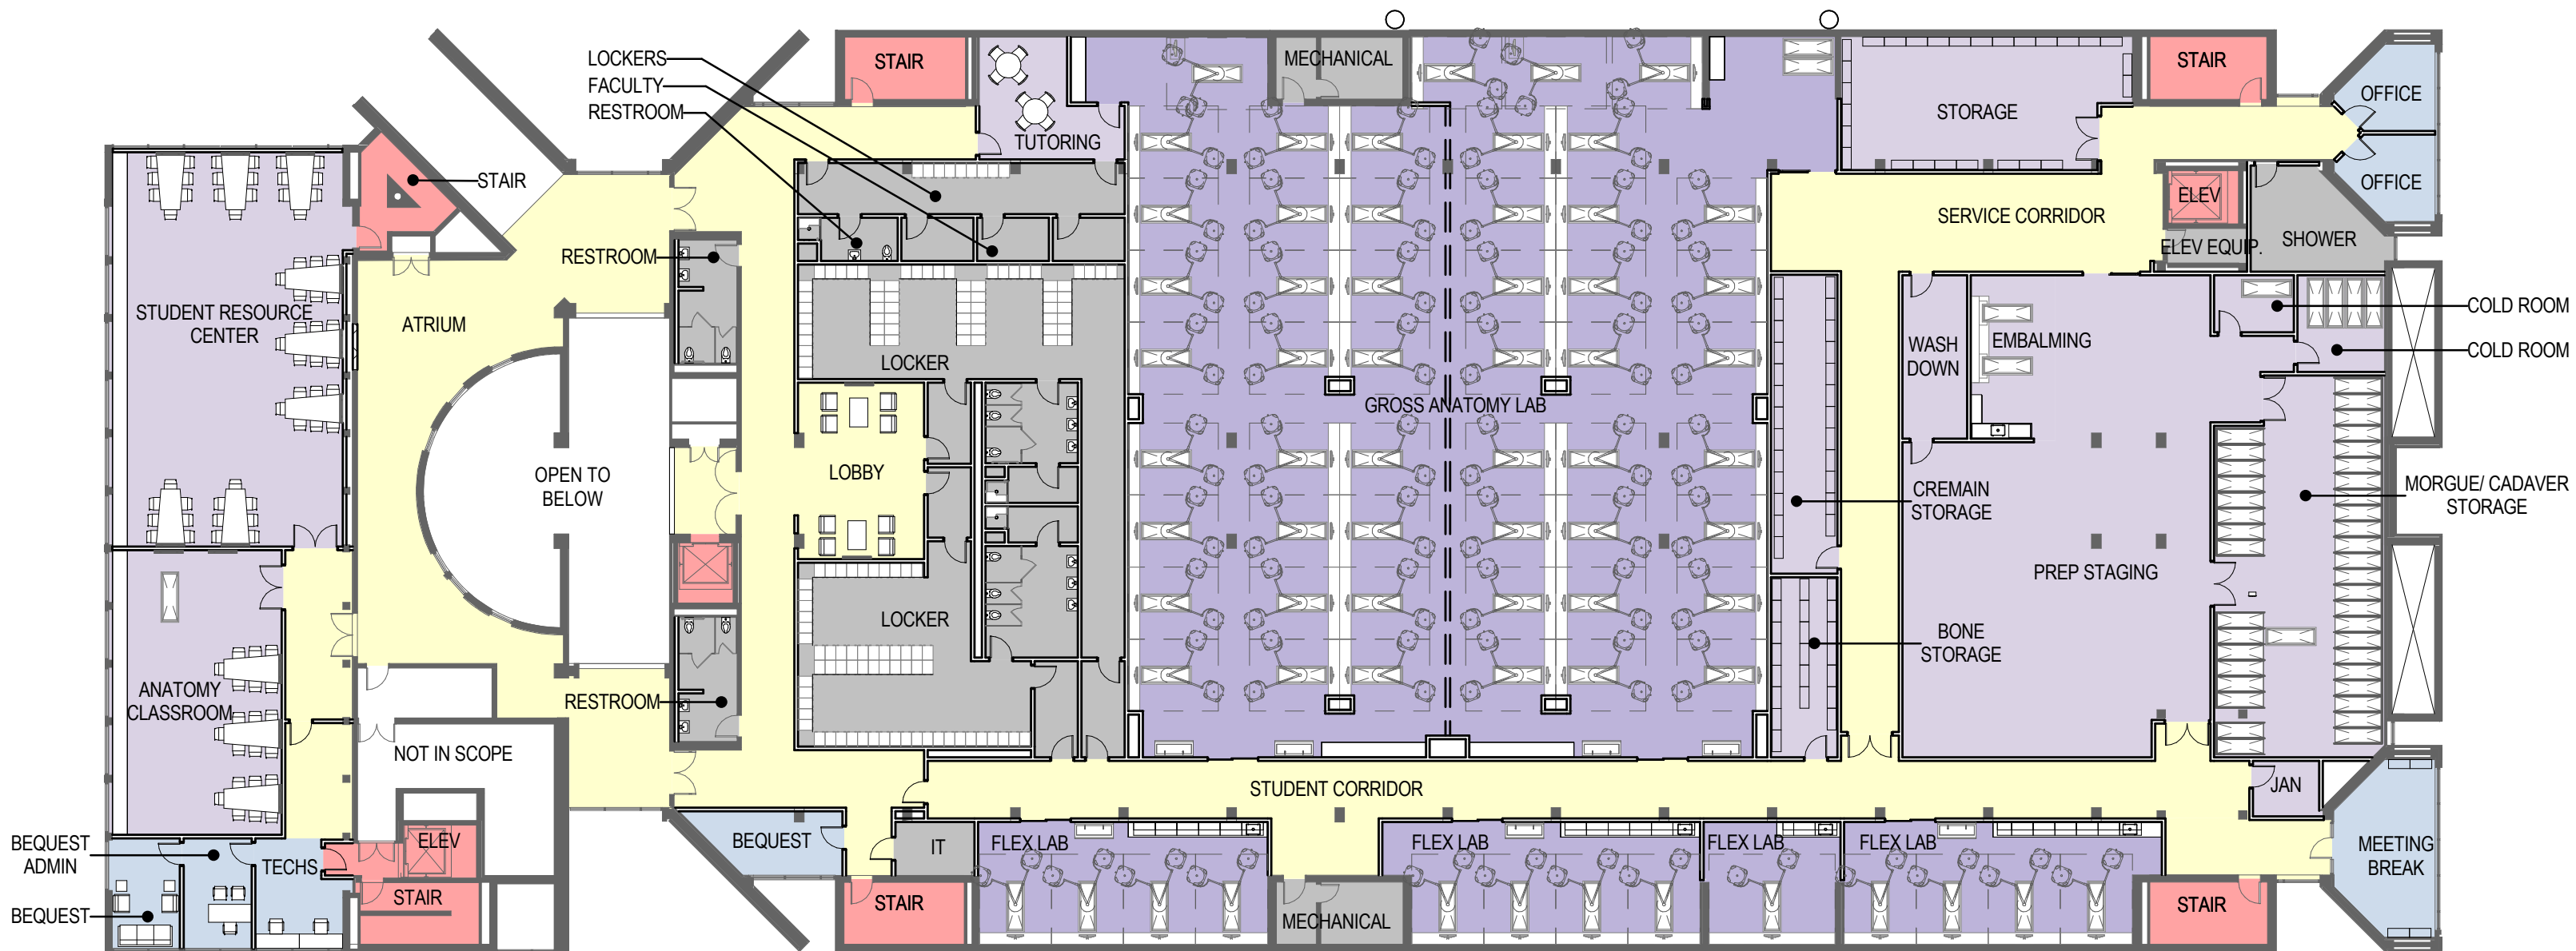 LOCKERS
FACULTY
RESTROOM
STAIR
TUTORING
MECHANICAL
STORAGE
STAIR
OFFICE
OFFICE
STAIR
RESTROOM
SERVICE CORRIDOR
ELEV
ELEV EQUIP.
SHOWER
STUDENT RESOURCE
CENTER
ATRIUM
LOCKER
WASH
DOWN
EMBALMING
COLD ROOM
COLD ROOM
GROSS ANATOMY LAB
OPEN TO
BELOW
LOBBY
CREMAIN
STORAGE
MORGUE/ CADAVER
STORAGE
PREP STAGING
LOCKER
BONE
STORAGE
ANATOMY
CLASSROOM
RESTROOM
NOT IN SCOPE
STUDENT CORRIDOR
JAN
BEQUEST
ADMIN
TECHS
ELEV
BEQUEST
IT
FLEX LAB
FLEX LAB
FLEX LAB
FLEX LAB
MEETING
BREAK
BEQUEST
STAIR
STAIR
MECHANICAL
STAIR